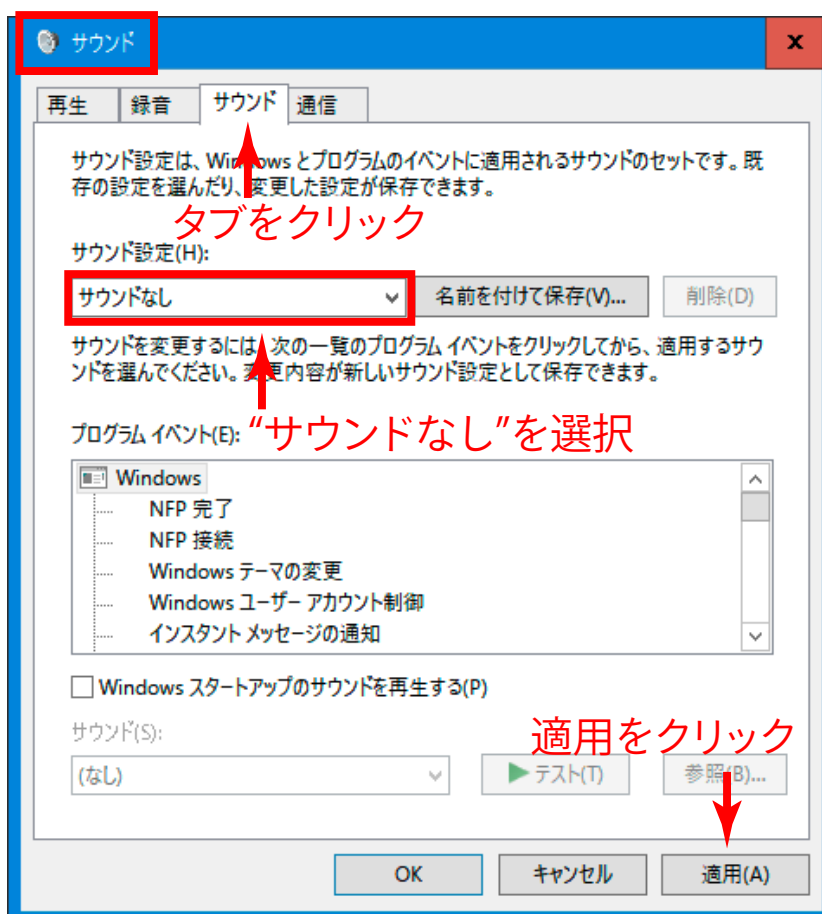 サウンド
x
再生 録音 サウンド 通信
サウンド設定は、Windows とプログラムのイベントに適用されるサウンドのセットです。既
存の設定を選んだり、変更した設定が保存できます。
タブをクリック
サウンド設定(H):
サウンドなし 名前を付けて保存(V)... 削除(D)
サウンドを変更するには、次の一覧のプログラム イベントをクリックしてから、適用するサウ
ンドを選んでください。変更内容が新しいサウンド設定として保存できます。
“サウンドなし”を選択
プログラム イベント(E):
Windows
NFP 完了
NFP 接続
Windows テーマの変更
Windows ユーザー アカウント制御
インスタント メッセージの通知
Windows スタートアップのサウンドを再生する(P)
適用をクリック
サウンド(S):
(なし) テスト(T) 参照(B)...
OK キャンセル 適用(A)